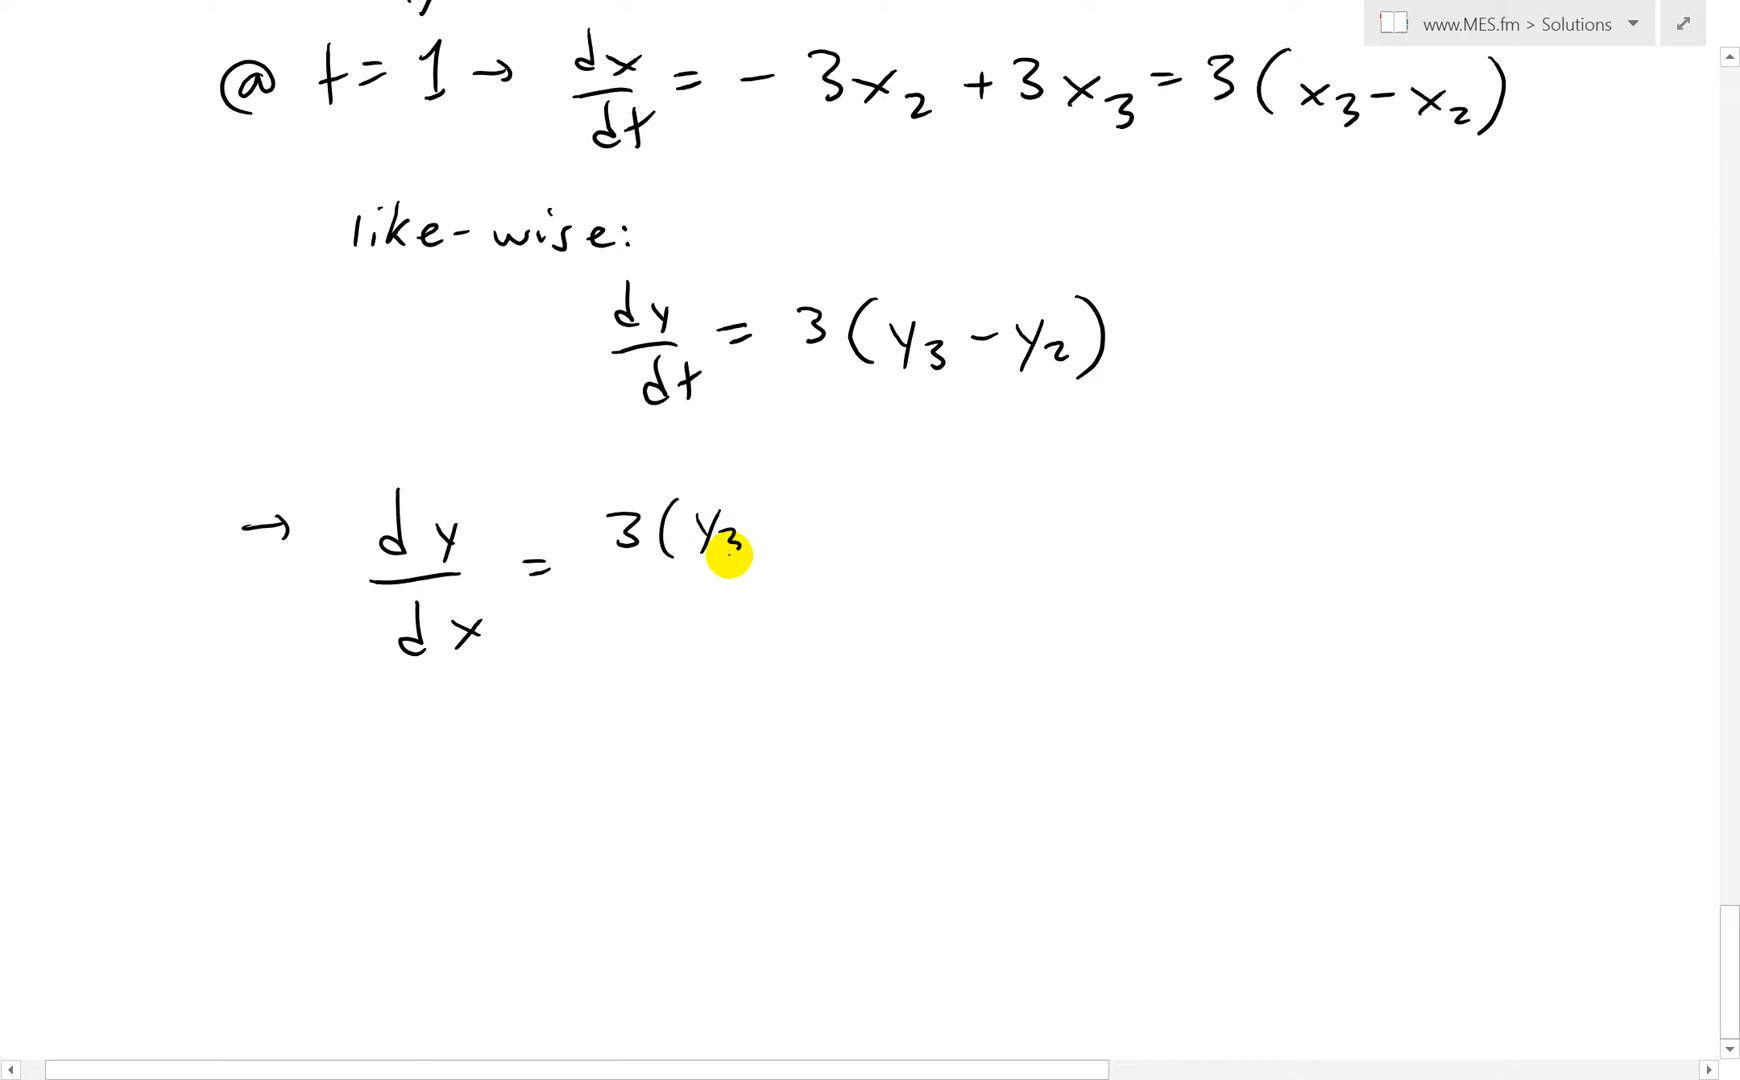 www.MES.fm > Solutions
@ t = 1 → dx/dt = - 3x₂ + 3x₃ = 3(x₃ - x₂)
like-wise:
dy/dt = 3(y₃ - y₂)
→ dy/dx = 3(y₃